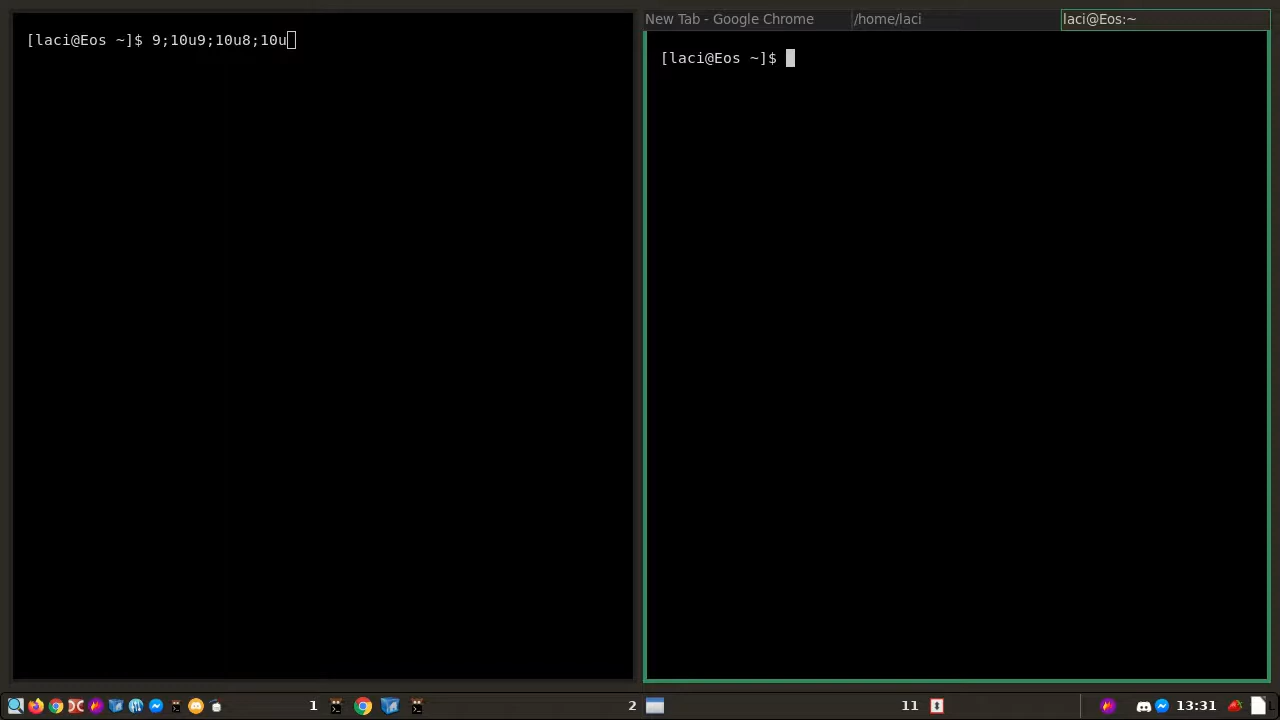 [laci@Eos ~]$ 9;10u9;10u8;10u
New Tab - Google Chrome
/home/laci
laci@Eos:~
[laci@Eos ~]$
1
2
11
13:31